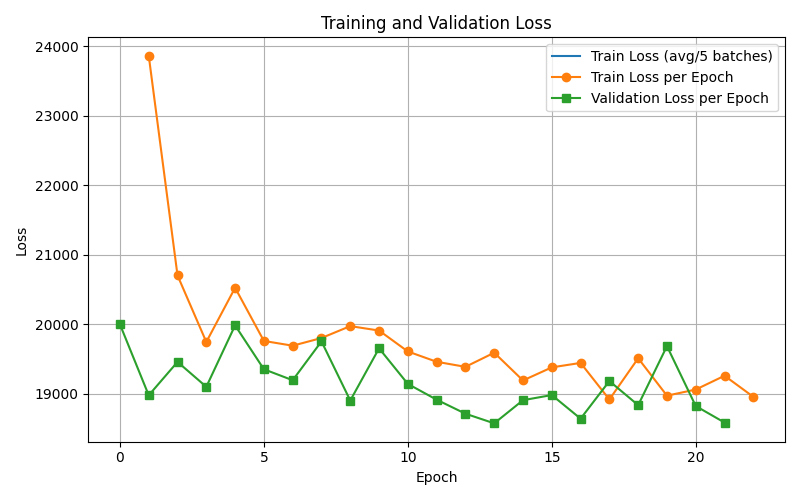 Training and Validation Loss
Train Loss (avg/5 batches)
Train Loss per Epoch
Validation Loss per Epoch
Loss
24000
23000
22000
21000
20000
19000
0 5 10 15 20
Epoch